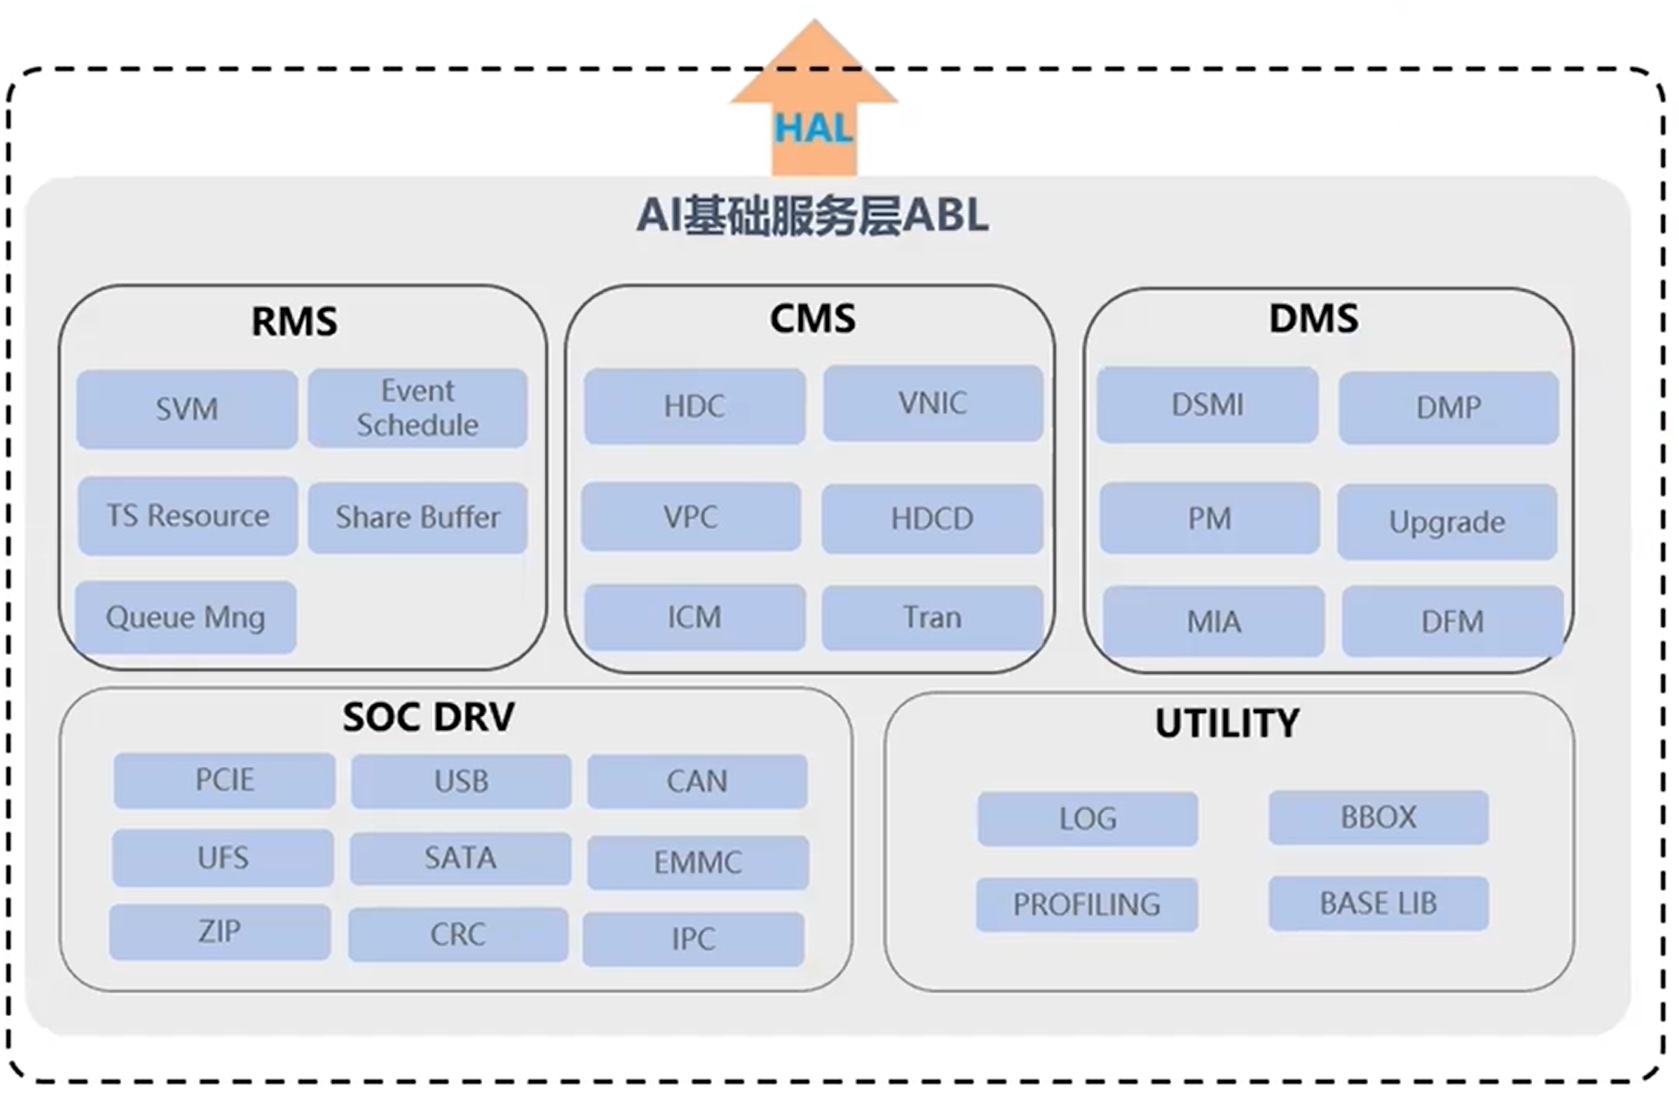 HAL
AI基础服务层ABL
RMS
SVM
Event
Schedule
TS Resource
Share Buffer
Queue Mng
CMS
HDC
VNIC
VPC
HDCD
ICM
Tran
DMS
DSMI
DMP
PM
Upgrade
MIA
DFM
SOC DRV
PCIE
USB
CAN
UFS
SATA
EMMC
ZIP
CRC
IPC
UTILITY
LOG
BBOX
PROFILING
BASE LIB